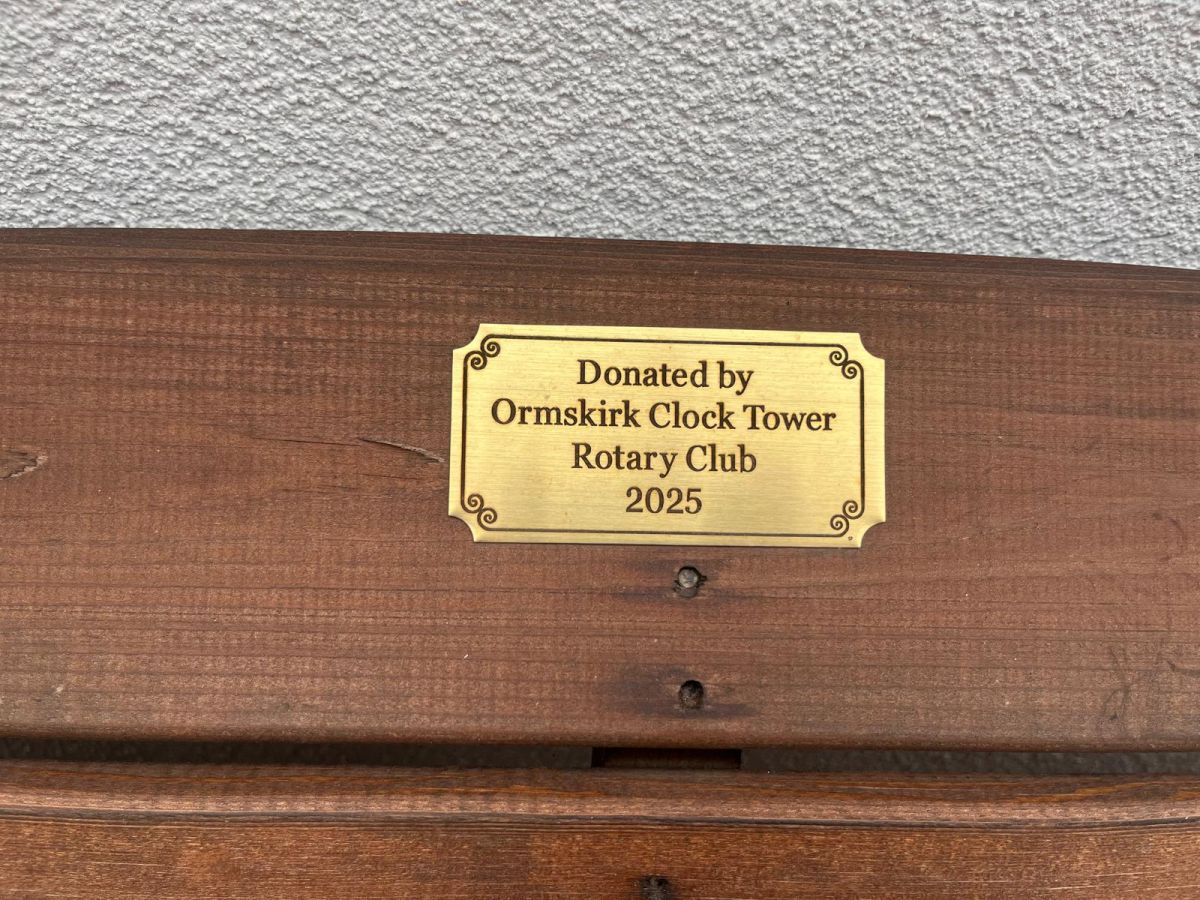 Donated by
Ormskirk Clock Tower
Rotary Club
2025